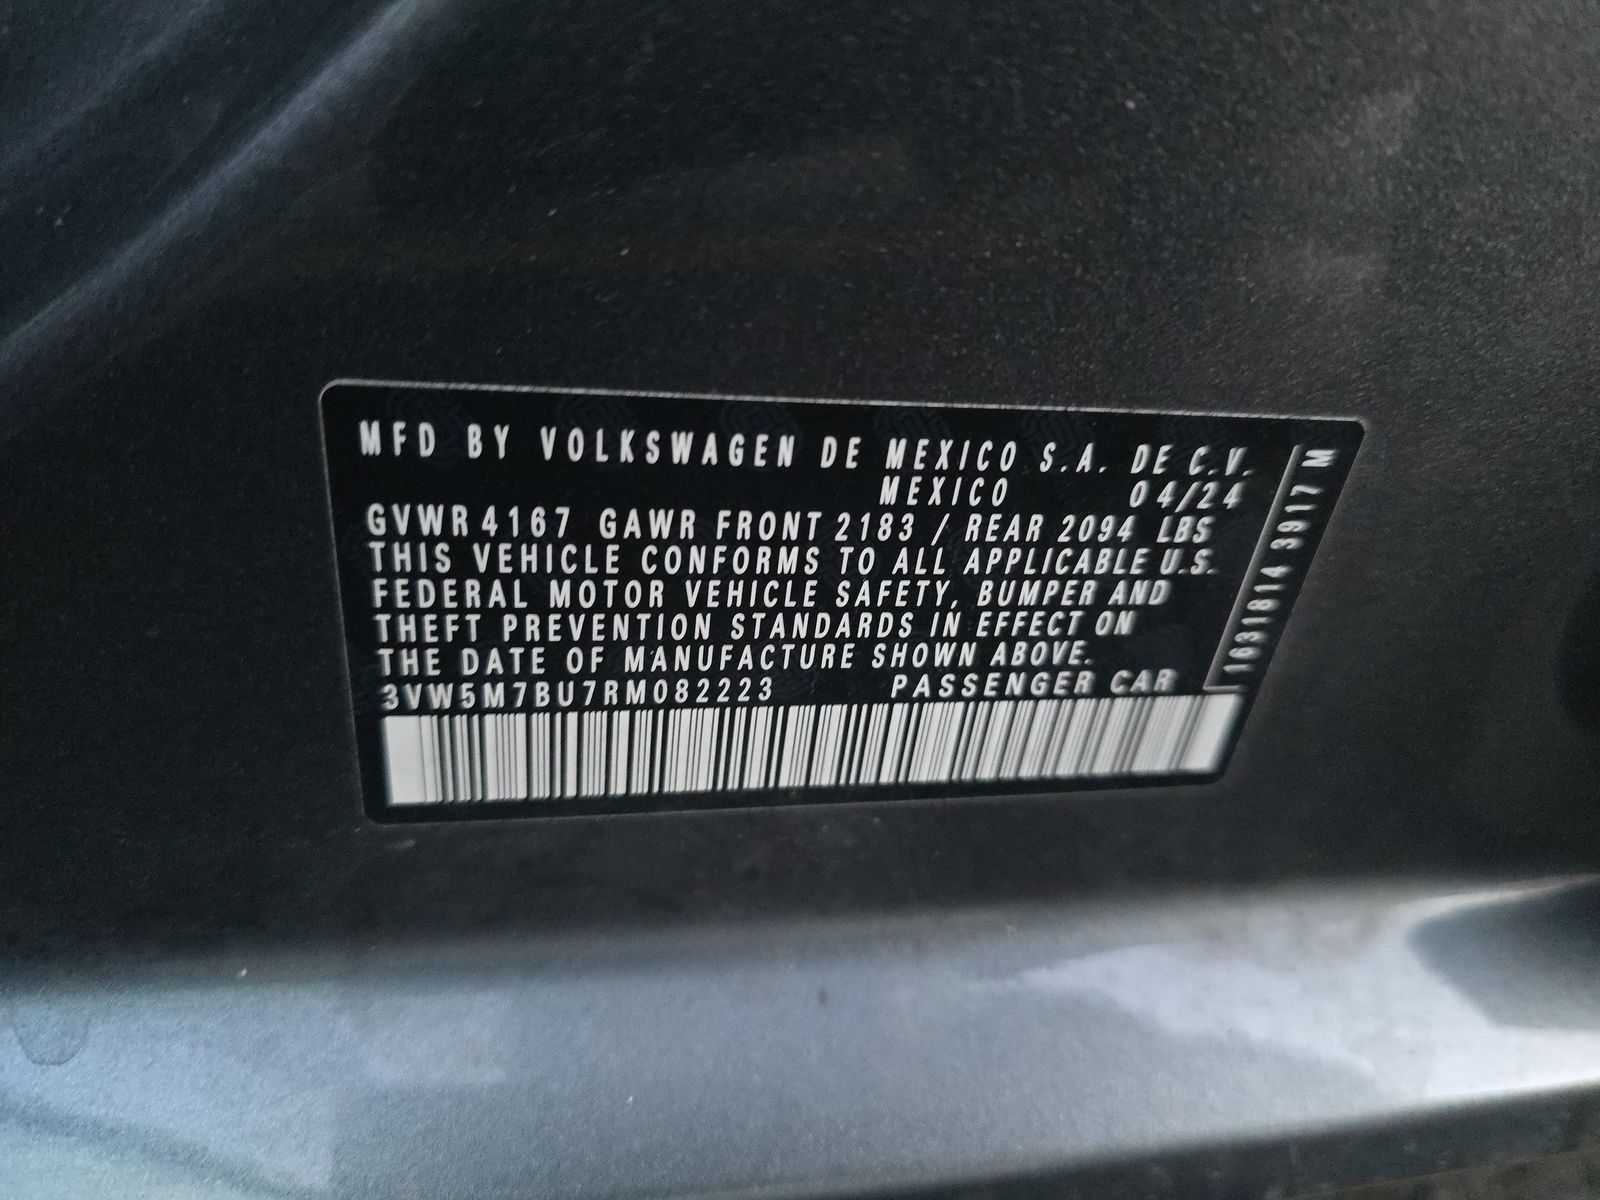 MFD BY VOLKSWAGEN DE MEXICO S.A. DE C.V.
MEXICO 04/24
GVWR 4167 GAWR FRONT 2183 / REAR 2094 LBS
THIS VEHICLE CONFORMS TO ALL APPLICABLE U.S.
FEDERAL MOTOR VEHICLE SAFETY, BUMPER AND
THEFT PREVENTION STANDARDS IN EFFECT ON
THE DATE OF MANUFACTURE SHOWN ABOVE.
3VW5M7BU7RM082223 PASSENGER CAR
1631814 3917 M